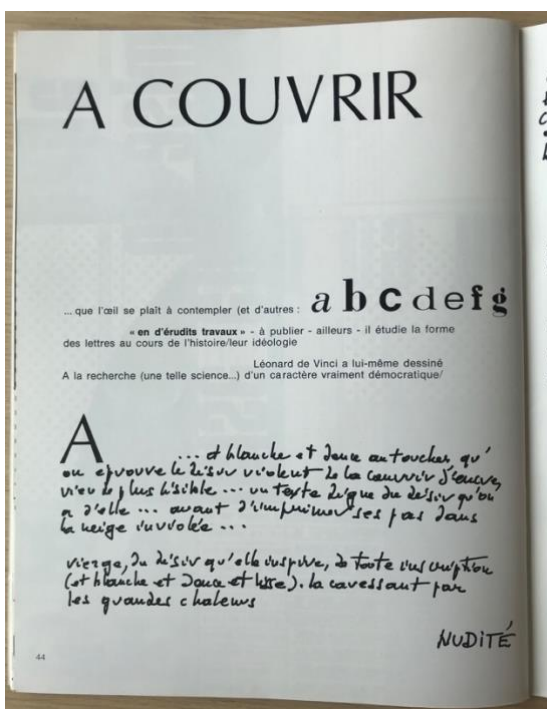 A COUVRIR
... que l'œil se plaît à contempler (et d'autres : a b c d e f g
« en d'érudits travaux » - à publier - ailleurs - il étudie la forme
des lettres au cours de l'histoire/leur idéologie
Léonard de Vinci a lui-même dessiné
A la recherche (une telle science...) d'un caractère vraiment démocratique/
A ... et blanche et douce au toucher, qu'
on éprouve le désir violent de la couvrir d'encre,
rien de plus lisible ... un texte digne du désir qu'on
a d'elle ... avant d'imprimer ses pas dans
la neige inviolée ...
vierge, du désir qu'elle inspire, de toute inscription
(et blanche et douce et lisse). la caressant par
les grandes chaleurs
NUDITÉ
44